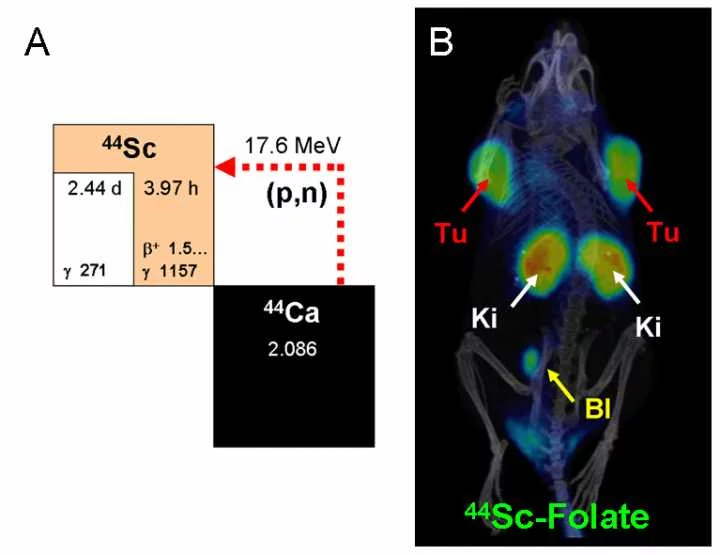 A
⁴⁴Sc
2.44 d
3.97 h
β⁺ 1.5...
γ 271
γ 1157
17.6 MeV
(p,n)
⁴⁴Ca
2.086
B
Tu
Tu
Ki
Ki
Bl
⁴⁴Sc-Folate